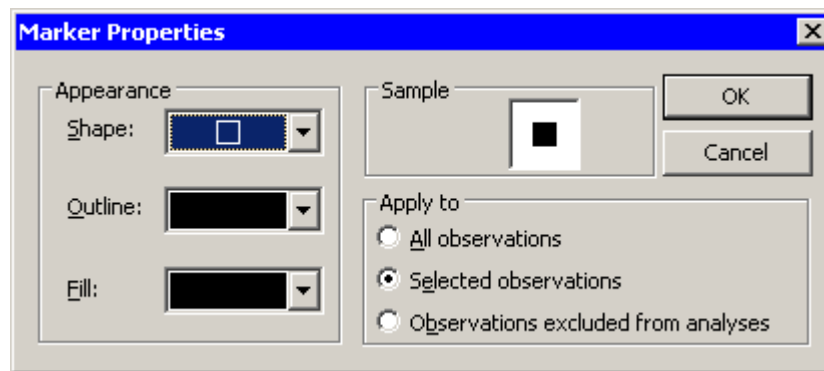 Marker Properties
Appearance
Shape:
Outline:
Fill:
Sample
OK
Cancel
Apply to
All observations
Selected observations
Observations excluded from analyses